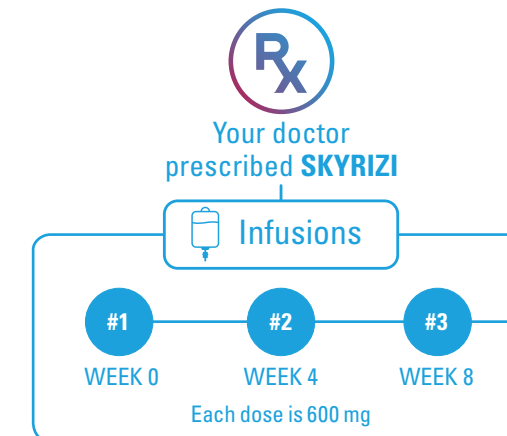 Rx
Your doctor
prescribed SKYRIZI
Infusions
#1 #2 #3
WEEK 0 WEEK 4 WEEK 8
Each dose is 600 mg